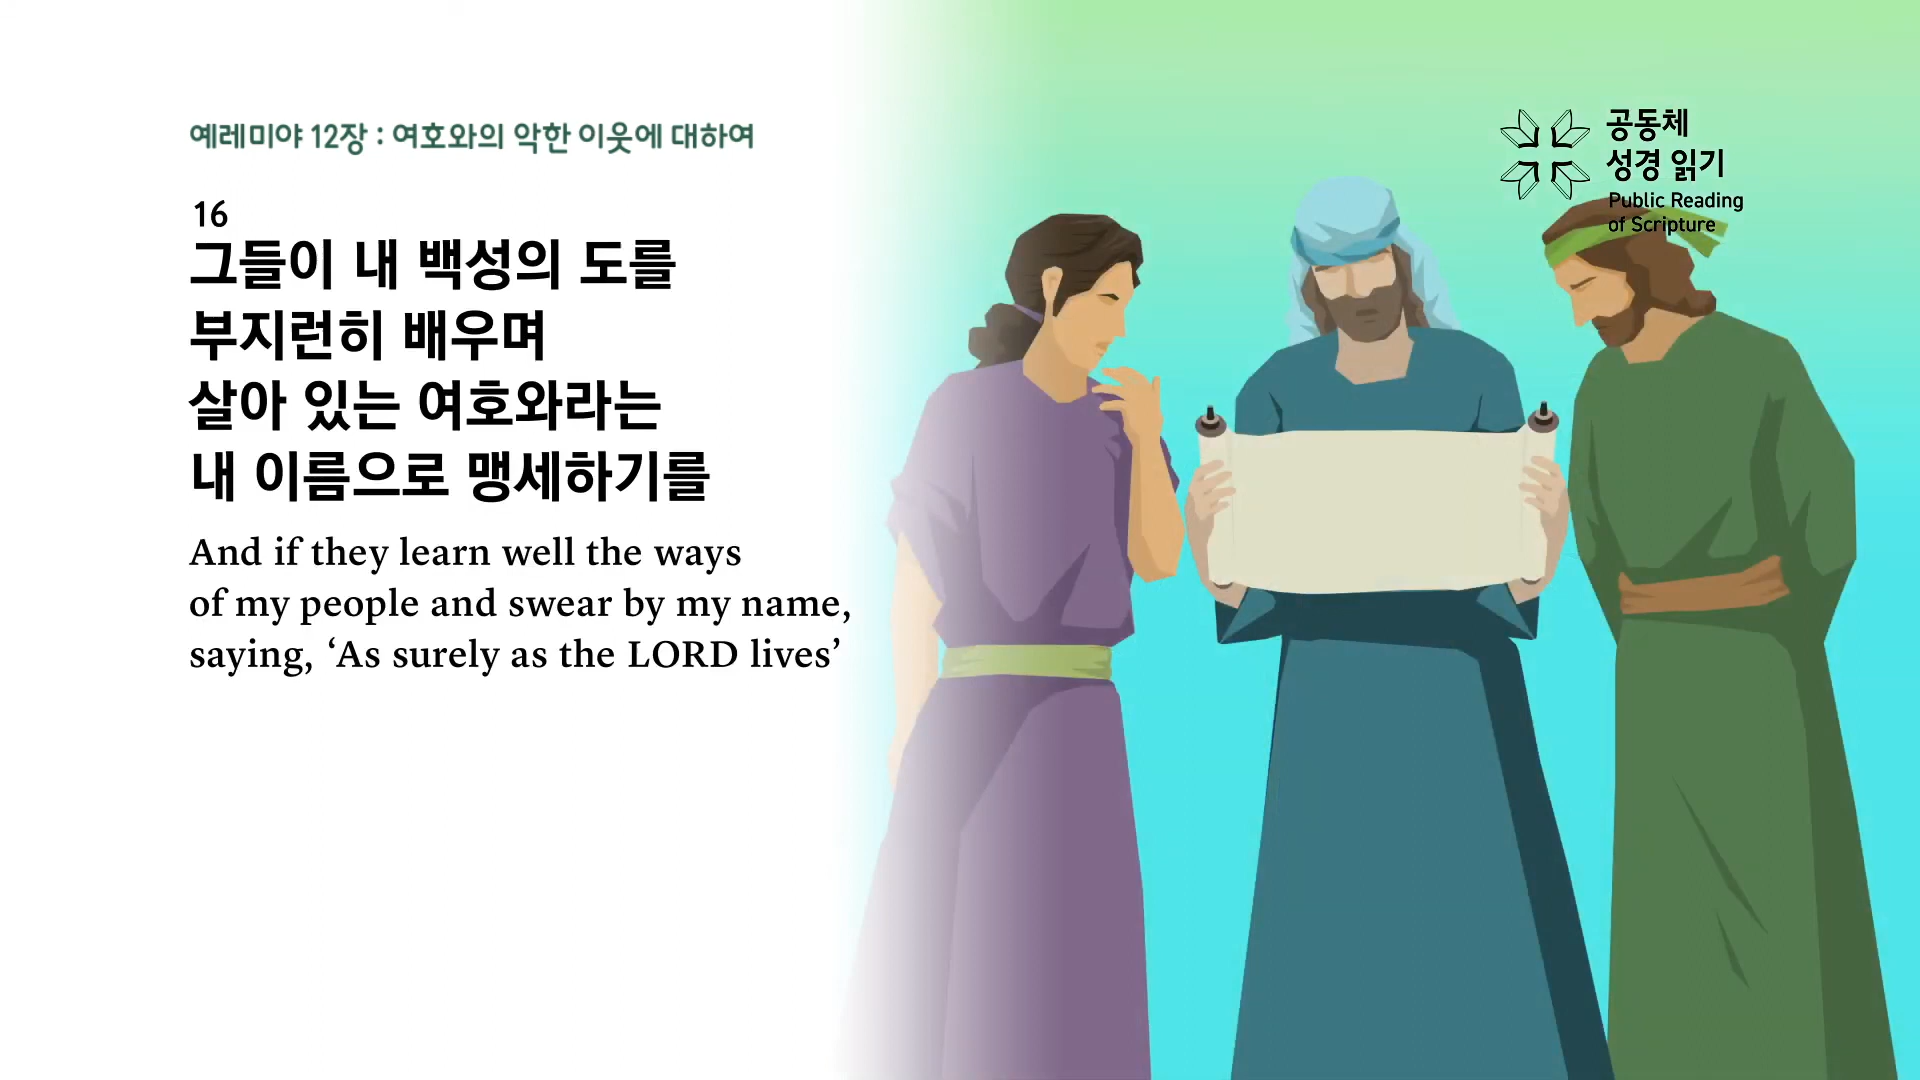 예레미야 12장 : 여호와의 악한 이웃에 대하여
16
그들이 내 백성의 도를
부지런히 배우며
살아 있는 여호와라는
내 이름으로 맹세하기를
And if they learn well the ways
of my people and swear by my name,
saying, ‘As surely as the LORD lives’
공동체
성경 읽기
Public Reading
of Scripture